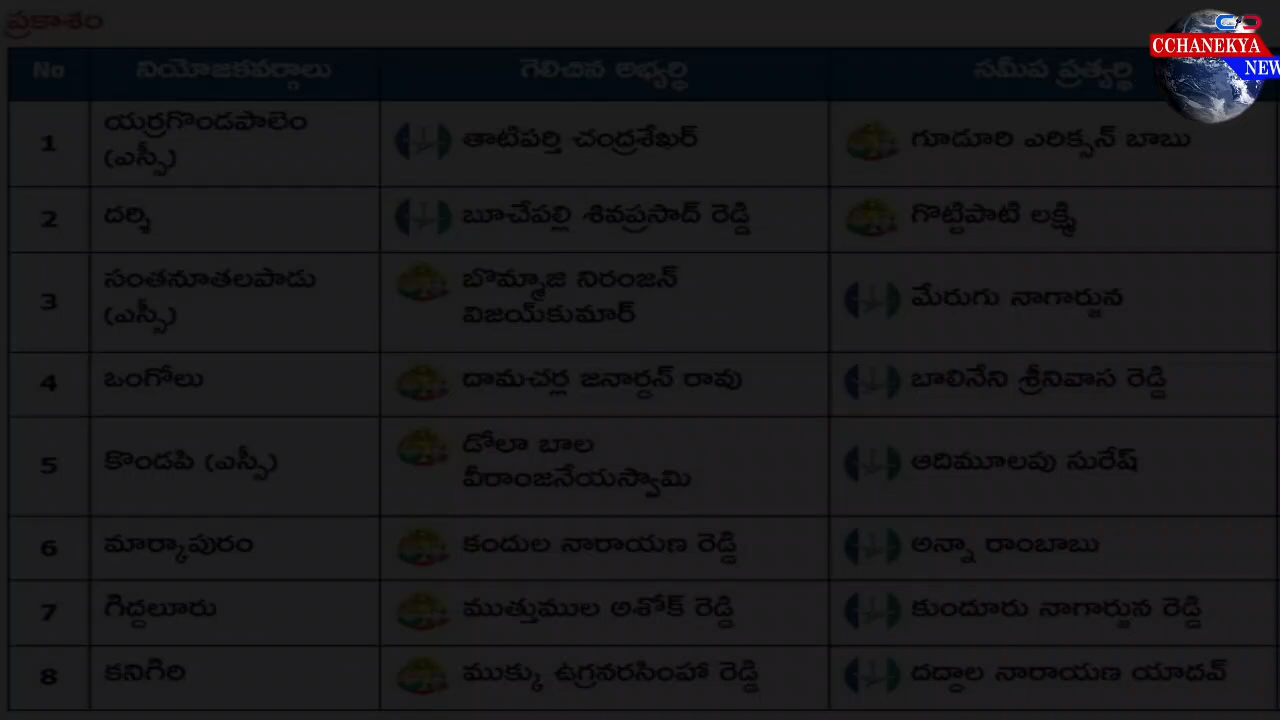 ప్రకాశం
CCHANEKYA
NEWS
No నియోజకవర్గాలు గెలిచిన అభ్యర్థి సమీప ప్రత్యర్థి
1 యర్రగొండపాలెం (ఎస్సీ) తాటిపర్తి చంద్రశేఖర్ గూడూరి ఎరిక్సన్ బాబు
2 దర్శి బూచేపల్లి శివప్రసాద్ రెడ్డి గొట్టిపాటి లక్ష్మి
3 సంతనూతలపాడు (ఎస్సీ) బొమ్మాజి నిరంజన్ విజయ్‌కుమార్ మేరుగు నాగార్జున
4 ఒంగోలు దామచర్ల జనార్దన్ రావు బాలినేని శ్రీనివాస రెడ్డి
5 కొండపి (ఎస్సీ) డోలా బాల వీరాంజనేయస్వామి ఆదిమూలపు సురేష్
6 మార్కాపురం కందుల నారాయణ రెడ్డి అన్నా రాంబాబు
7 గిద్దలూరు ముత్తుముల అశోక్ రెడ్డి కుందూరు నాగార్జున రెడ్డి
8 కనిగిరి ముక్కు ఉగ్రనరసింహా రెడ్డి దద్దాల నారాయణ యాదవ్